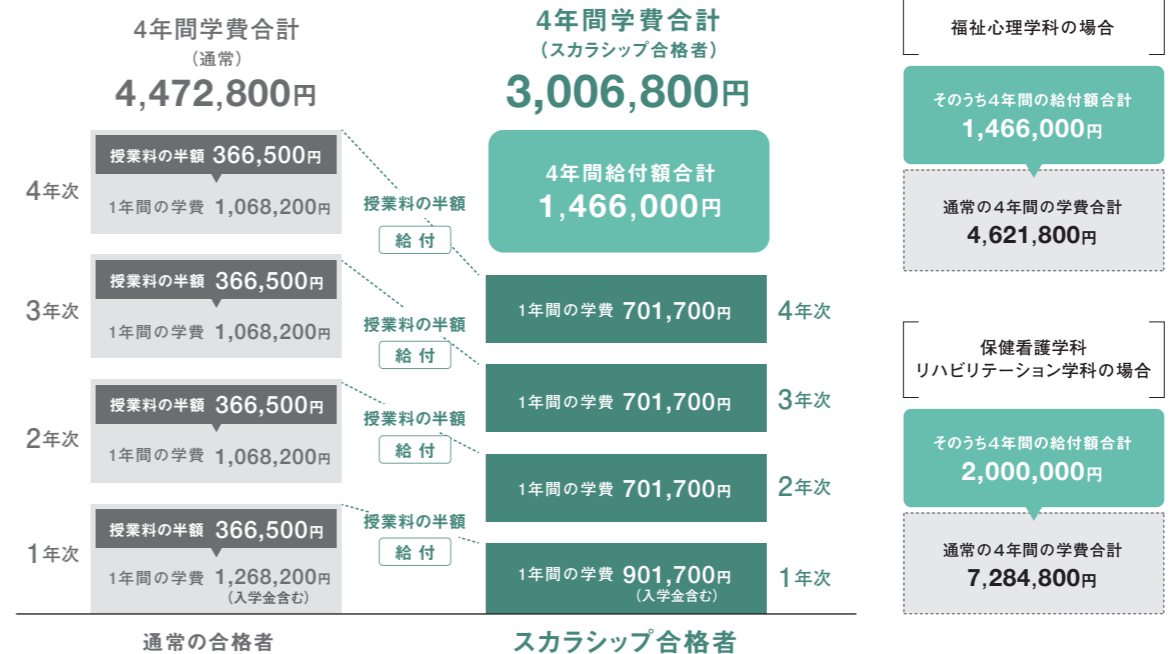 4年間学費合計
（通常）
4,472,800円
4年次
授業料の半額 366,500円
1年間の学費 1,068,200円
3年次
授業料の半額 366,500円
1年間の学費 1,068,200円
2年次
授業料の半額 366,500円
1年間の学費 1,068,200円
1年次
授業料の半額 366,500円
1年間の学費 1,268,200円
（入学金含む）
通常の合格者
授業料の半額
給付
授業料の半額
給付
授業料の半額
給付
授業料の半額
給付
4年間学費合計
（スカラシップ合格者）
3,006,800円
4年間給付額合計
1,466,000円
1年間の学費 701,700円
4年次
1年間の学費 701,700円
3年次
1年間の学費 701,700円
2年次
1年間の学費 901,700円
（入学金含む）
1年次
スカラシップ合格者
福祉心理学科の場合
そのうち4年間の給付額合計
1,466,000円
通常の4年間の学費合計
4,621,800円
保健看護学科
リハビリテーション学科の場合
そのうち4年間の給付額合計
2,000,000円
通常の4年間の学費合計
7,284,800円